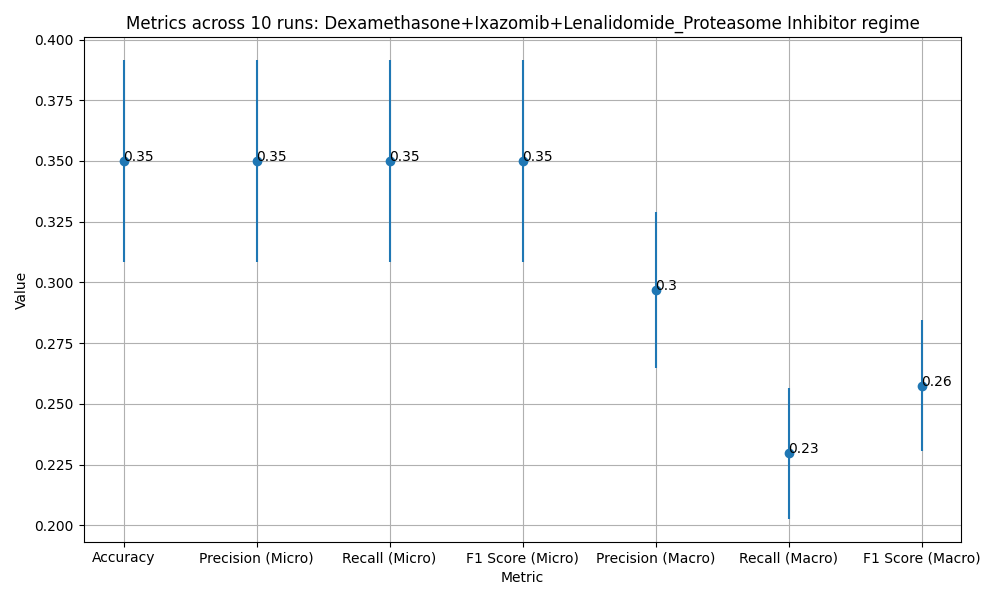 Metrics across 10 runs: Dexamethasone+Ixazomib+Lenalidomide_Proteasome Inhibitor regime
0.400
0.375
0.350
0.325
0.300
0.275
0.250
0.225
0.200
Value
0.35
0.35
0.35
0.35
0.3
0.23
0.26
Accuracy
Precision (Micro)
Recall (Micro)
F1 Score (Micro)
Precision (Macro)
Recall (Macro)
F1 Score (Macro)
Metric